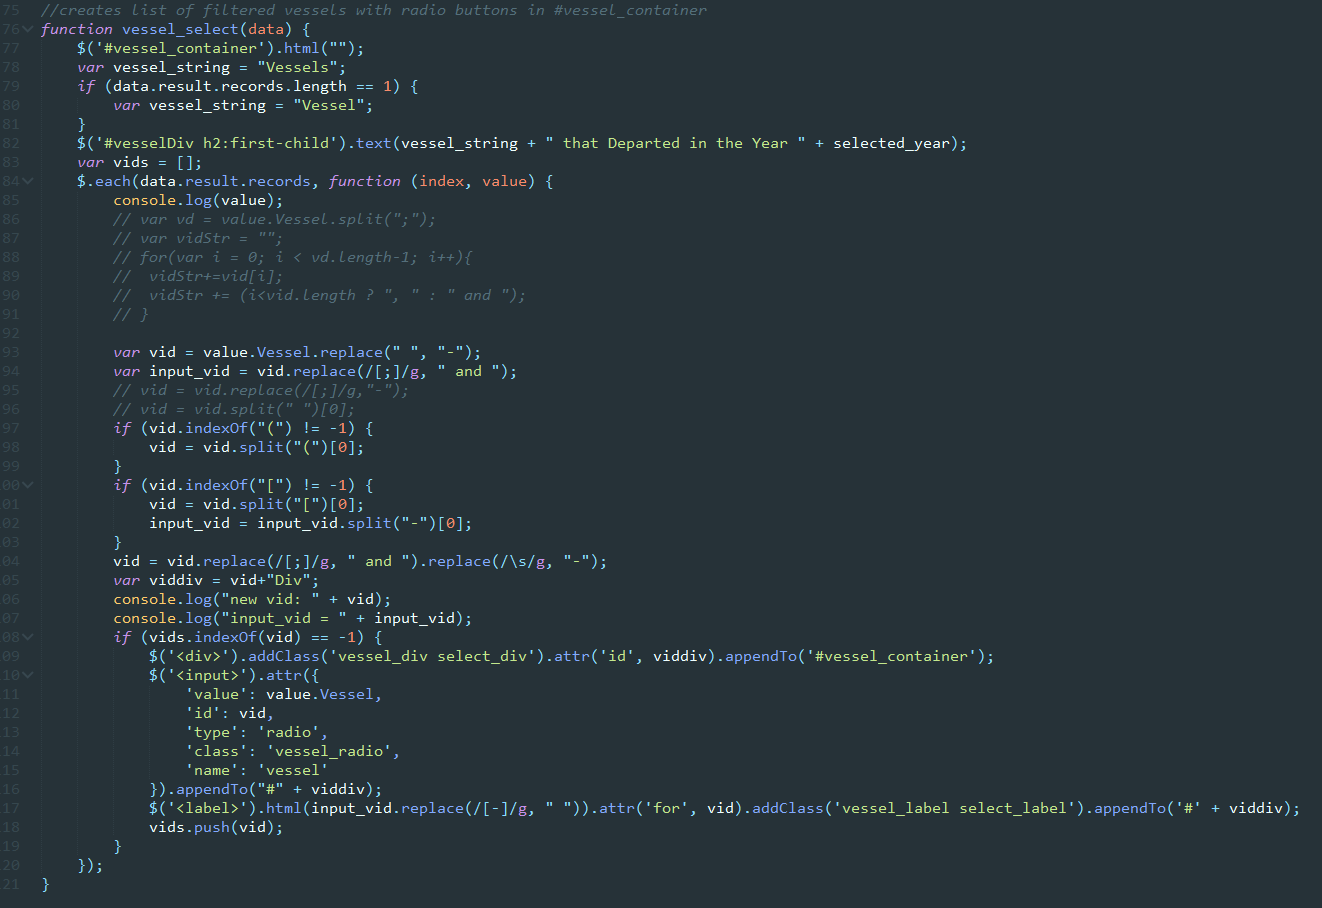 75 //creates list of filtered vessels with radio buttons in #vessel_container
76 function vessel_select(data) {
77 $('#vessel_container').html("");
78 var vessel_string = "Vessels";
79 if (data.result.records.length == 1) {
80 var vessel_string = "Vessel";
81 }
82 $('#vesselDiv h2:first-child').text(vessel_string + " that Departed in the Year " + selected_year);
83 var vids = [];
84 $.each(data.result.records, function (index, value) {
85 console.log(value);
86 // var vd = value.Vessel.split(";");
87 // var vidStr = "";
88 // for(var i = 0; i < vd.length-1; i++){
89 //  vidStr+=vid[i];
90 //  vidStr += (i<vid.length ? ", " : " and ");
91 // }
92
93 var vid = value.Vessel.replace(" ", "-");
94 var input_vid = vid.replace(/[;]/g, " and ");
95 // vid = vid.replace(/[;]/g,"-");
96 // vid = vid.split(" ")[0];
97 if (vid.indexOf("(") != -1) {
98 vid = vid.split("(")[0];
99 }
00 if (vid.indexOf("[") != -1) {
01 vid = vid.split("[")[0];
02 input_vid = input_vid.split("-")[0];
03 }
04 vid = vid.replace(/[;]/g, " and ").replace(/\s/g, "-");
05 var viddiv = vid+"Div";
06 console.log("new vid: " + vid);
07 console.log("input_vid = " + input_vid);
08 if (vids.indexOf(vid) == -1) {
09 $('<div>').addClass('vessel_div select_div').attr('id', viddiv).appendTo('#vessel_container');
10 $('<input>').attr({
11 'value': value.Vessel,
12 'id': vid,
13 'type': 'radio',
14 'class': 'vessel_radio',
15 'name': 'vessel'
16 }).appendTo("#" + viddiv);
17 $('<label>').html(input_vid.replace(/[-]/g, " ")).attr('for', vid).addClass('vessel_label select_label').appendTo('#' + viddiv);
18 vids.push(vid);
19 }
20 });
21 }